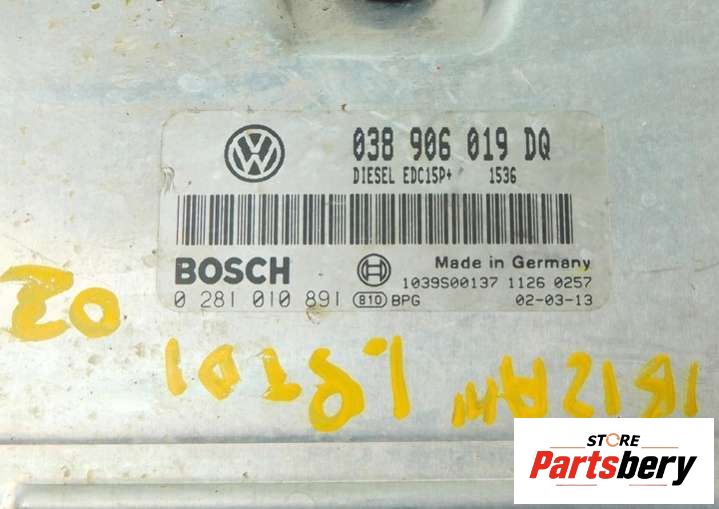 038 906 019 DQ
DIESEL EDC15P+ 1536
BOSCH
Made in Germany
1039S00137 1126 0257
0 281 010 891 B10 BPG 02-03-13
02
IBIZA
STORE
Partsbery